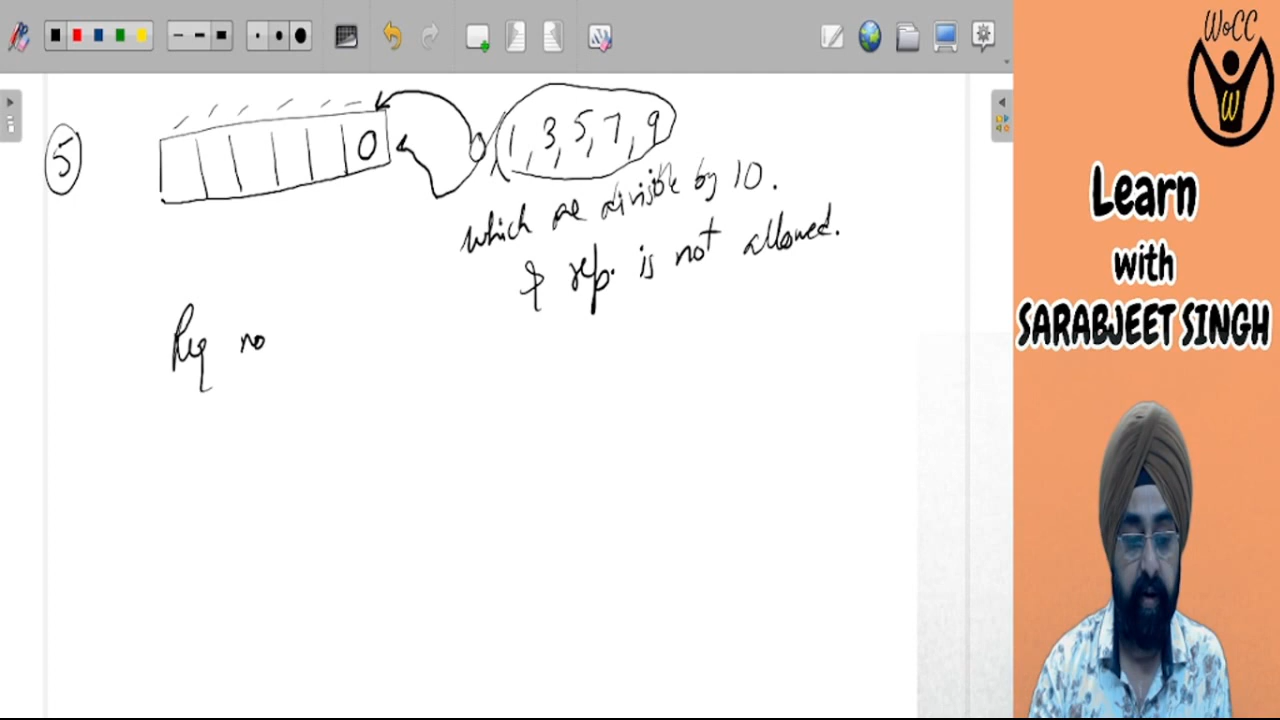 5 0 0, 1, 3, 5, 7, 9
which are divisible by 10.
& rep. is not allowed.
Req no
WoCC
W
Learn
with
SARABJEET SINGH